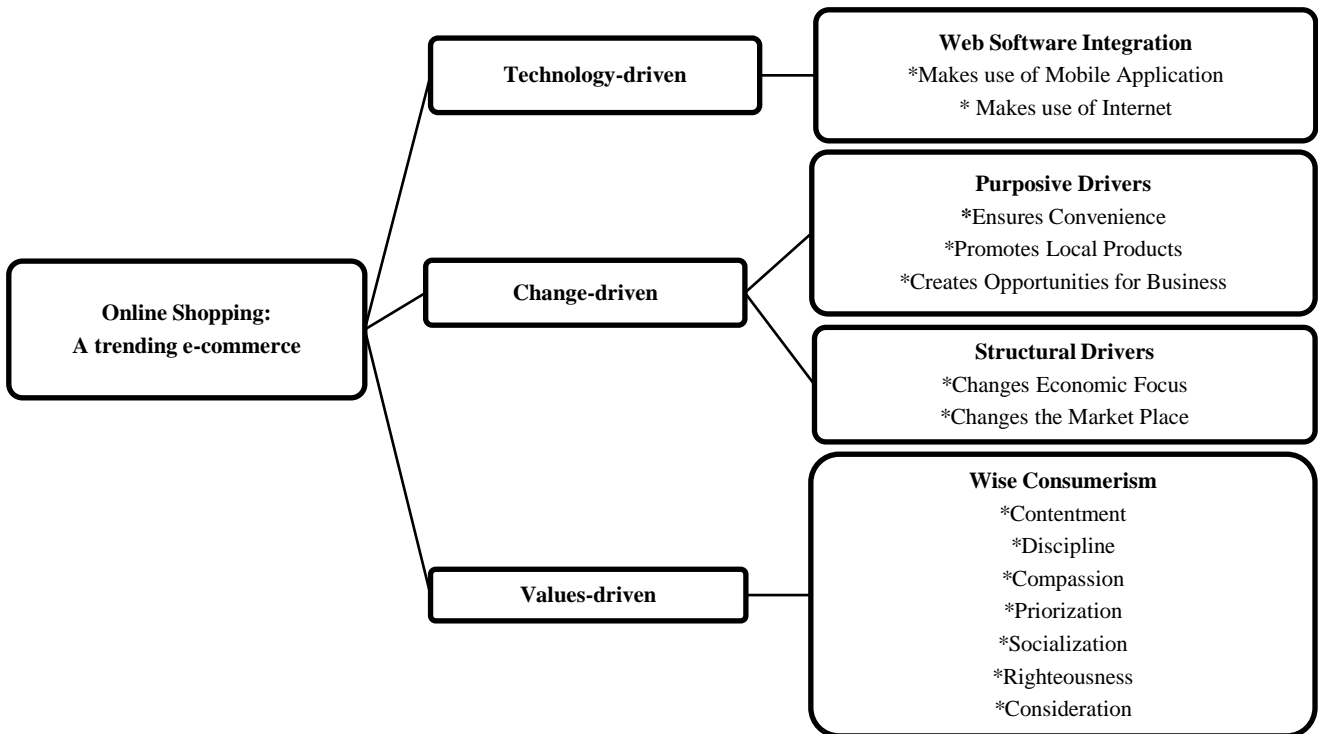 Online Shopping:
A trending e-commerce
Technology-driven
Web Software Integration
*Makes use of Mobile Application
* Makes use of Internet
Change-driven
Purposive Drivers
*Ensures Convenience
*Promotes Local Products
*Creates Opportunities for Business
Structural Drivers
*Changes Economic Focus
*Changes the Market Place
Values-driven
Wise Consumerism
*Contentment
*Discipline
*Compassion
*Priorization
*Socialization
*Righteousness
*Consideration